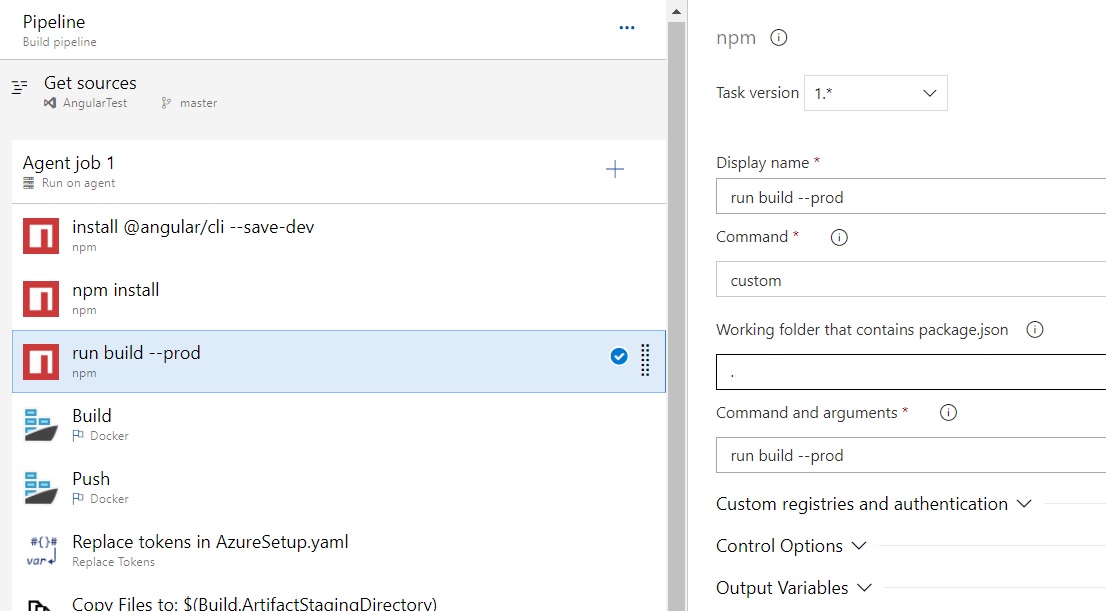 Pipeline
Build pipeline
Get sources
AngularTest
master
Agent job 1
Run on agent
install @angular/cli --save-dev
npm
npm install
npm
run build --prod
npm
Build
Docker
Push
Docker
#{}#
var
Replace tokens in AzureSetup.yaml
Replace Tokens
Copy Files to: $(Build.ArtifactStagingDirectory)
npm
Task version 1.*
Display name *
run build --prod
Command *
custom
Working folder that contains package.json
.
Command and arguments *
run build --prod
Custom registries and authentication
Control Options
Output Variables